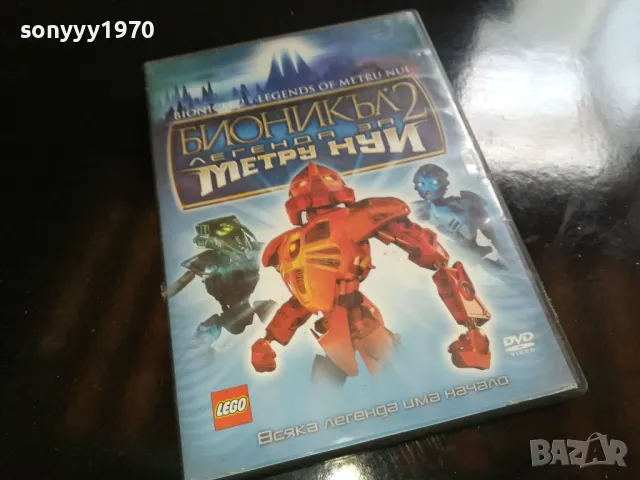 sonyyy1970
LEGENDS OF METRU NUI
БИОНИКЪЛ 2
ЛЕГЕНДА ЗА
МЕТРУ НУИ
DVD
VIDEO
LEGO
Всяка легенда има начало
BAZAR